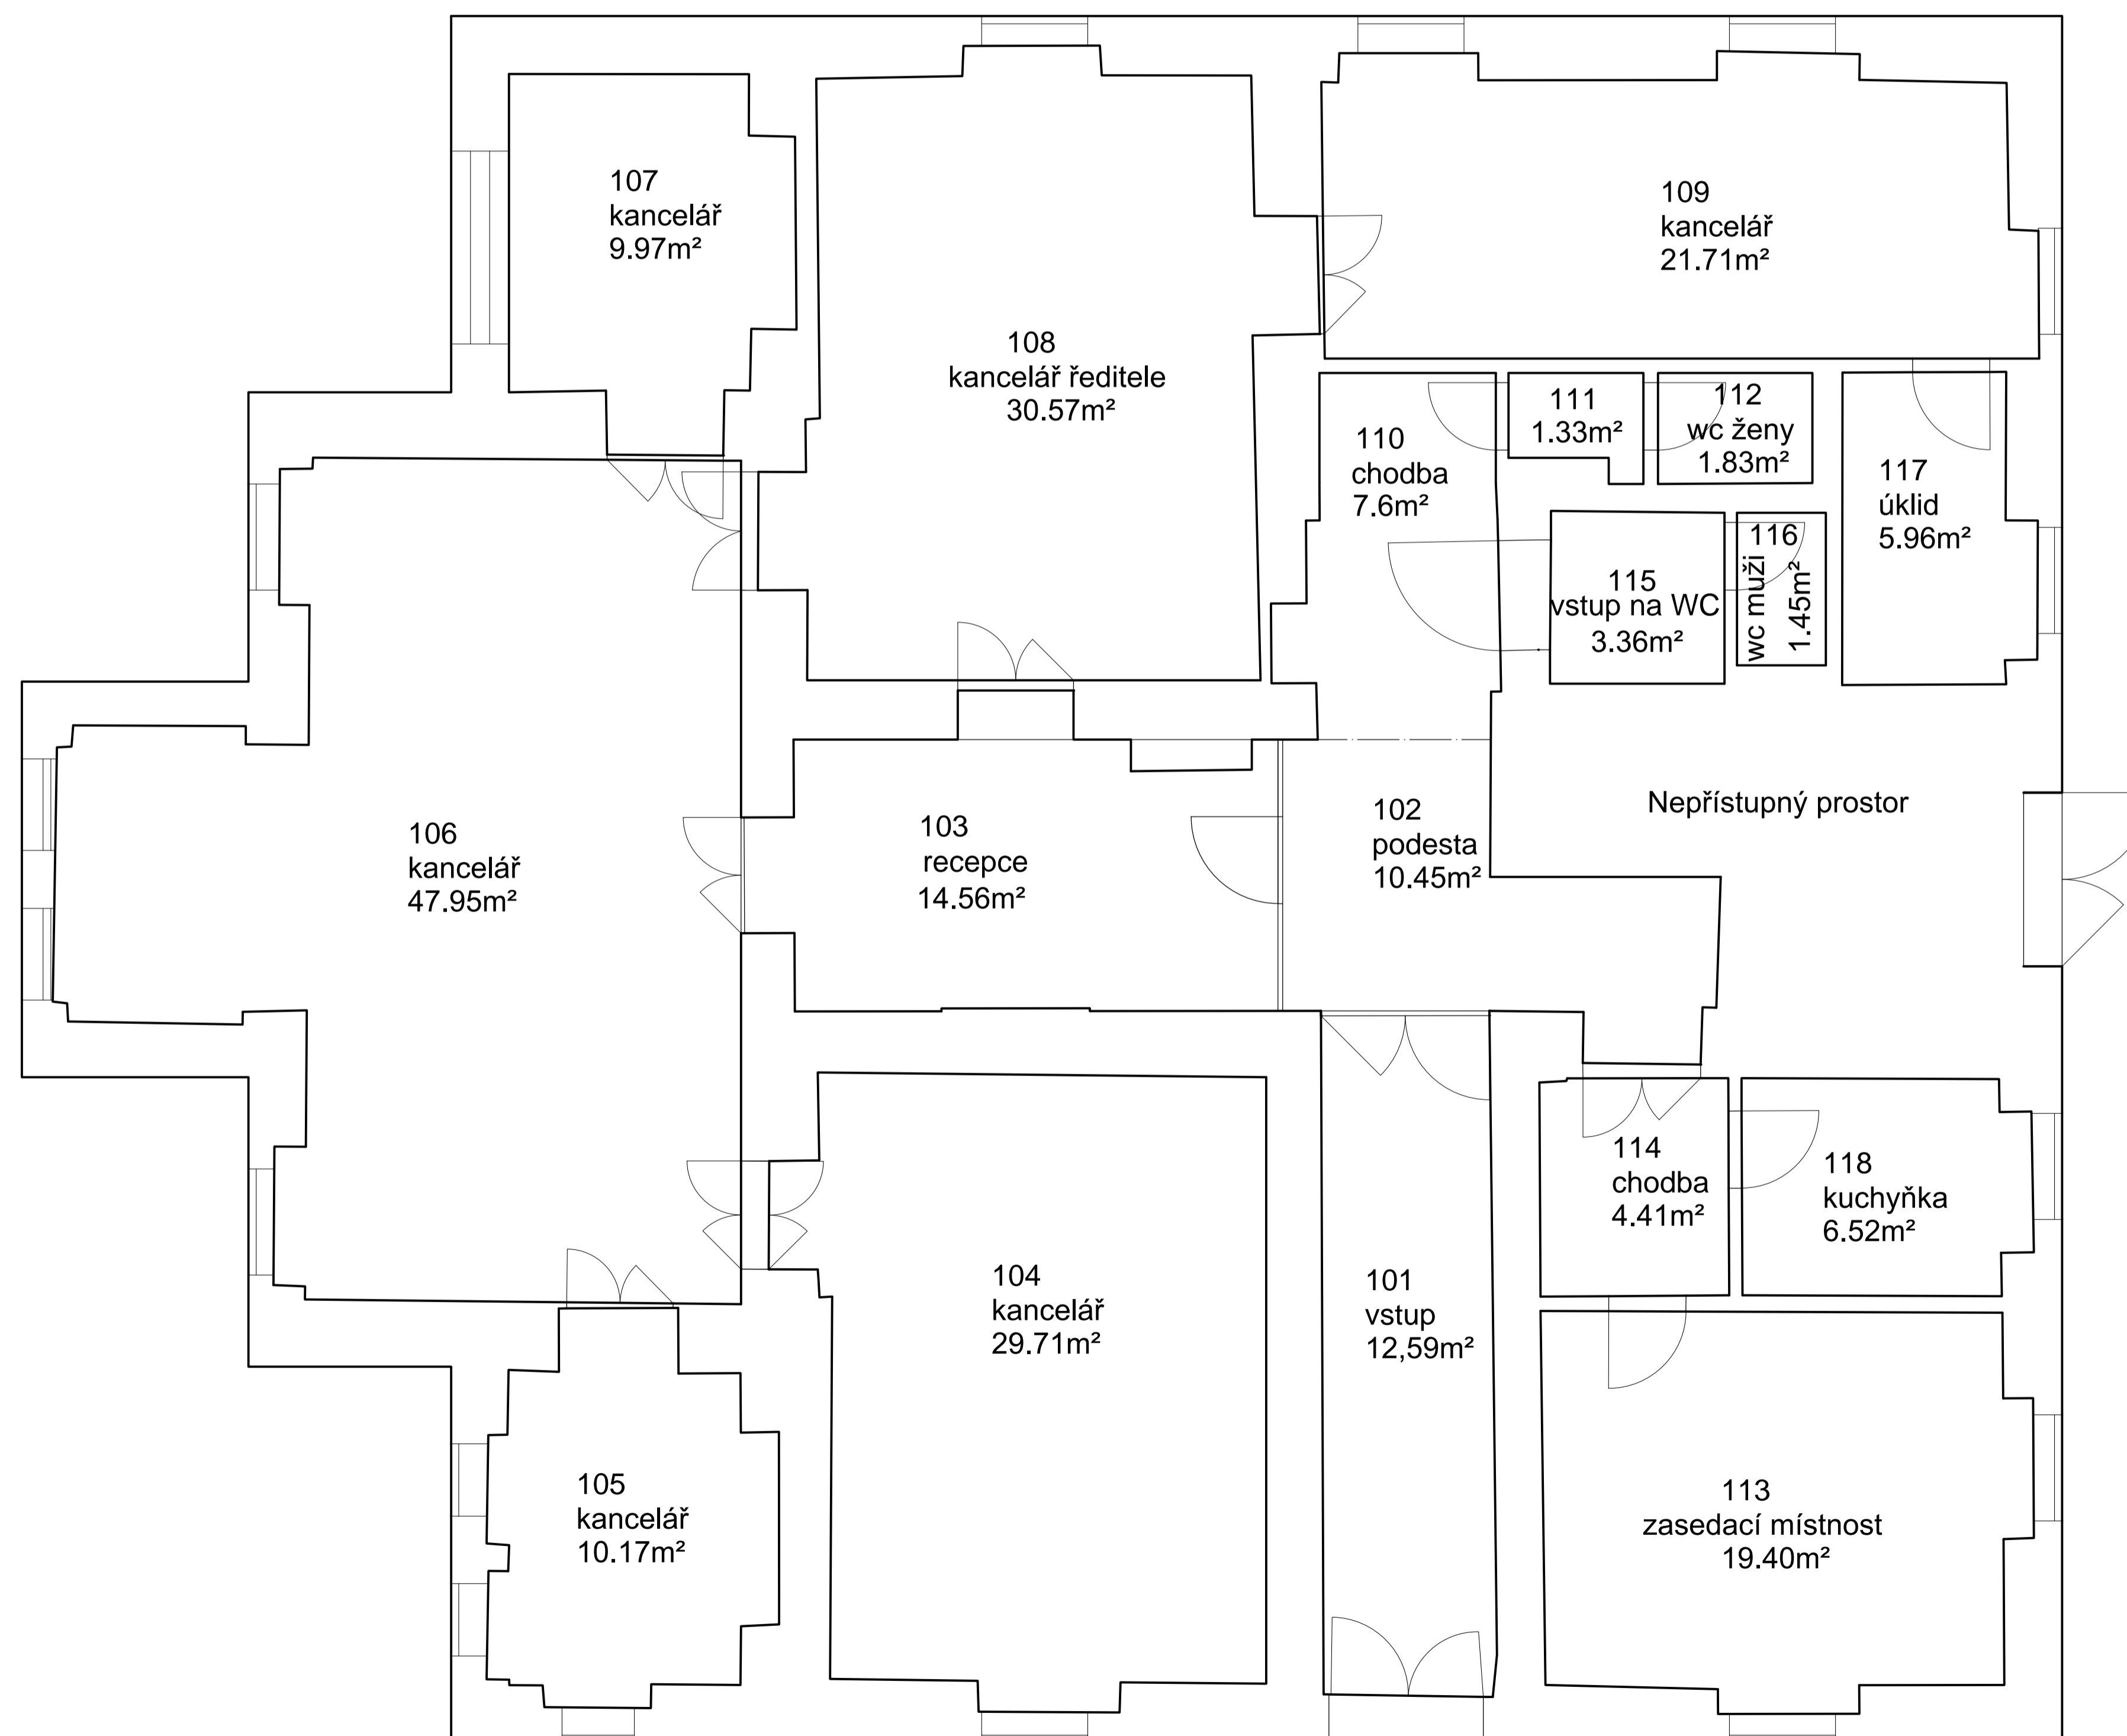 107
kancelář
9.97m²
109
kancelář
21.71m²
108
kancelář ředitele
30.57m²
110
chodba
7.6m²
111
1.33m²
112
wc ženy
1.83m²
117
úklid
5.96m²
115
vstup na WC
3.36m²
116
wc muži
1.45m²
106
kancelář
47.95m²
103
recepce
14.56m²
102
podesta
10.45m²
Nepřístupný prostor
104
kancelář
29.71m²
101
vstup
12,59m²
114
chodba
4.41m²
118
kuchyňka
6.52m²
105
kancelář
10.17m²
113
zasedací místnost
19.40m²